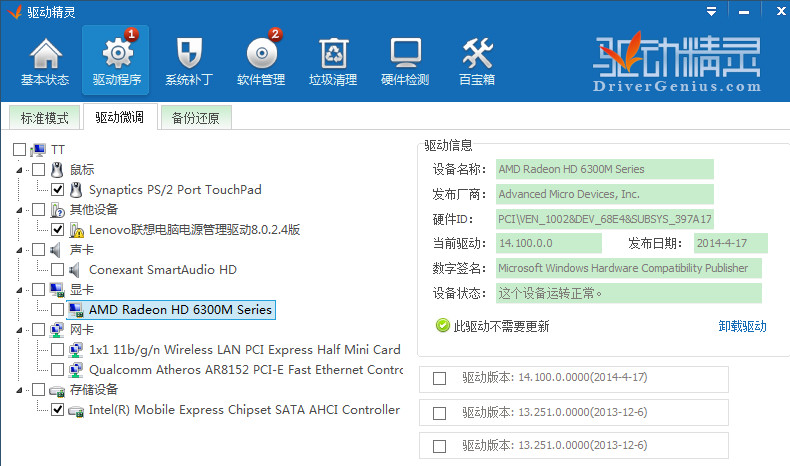 驱动精灵
1
2
基本状态
驱动程序
系统补丁
软件管理
垃圾清理
硬件检测
百宝箱
驱动精灵
DriverGenius.com
标准模式
驱动微调
备份还原
TT
鼠标
Synaptics PS/2 Port TouchPad
其他设备
Lenovo联想电脑电源管理驱动8.0.2.4版
声卡
Conexant SmartAudio HD
显卡
AMD Radeon HD 6300M Series
网卡
1x1 11b/g/n Wireless LAN PCI Express Half Mini Card
Qualcomm Atheros AR8152 PCI-E Fast Ethernet Contro
存储设备
Intel(R) Mobile Express Chipset SATA AHCI Controller
驱动信息
设备名称: AMD Radeon HD 6300M Series
发布厂商: Advanced Micro Devices, Inc.
硬件ID: PCI\VEN_1002&DEV_68E4&SUBSYS_397A17
当前驱动: 14.100.0.0 发布日期: 2014-4-17
数字签名: Microsoft Windows Hardware Compatibility Publisher
设备状态: 这个设备运转正常。
此驱动不需要更新 卸载驱动
驱动版本: 14.100.0.0000(2014-4-17)
驱动版本: 13.251.0.0000(2013-12-6)
驱动版本: 13.251.0.0000(2013-12-6)